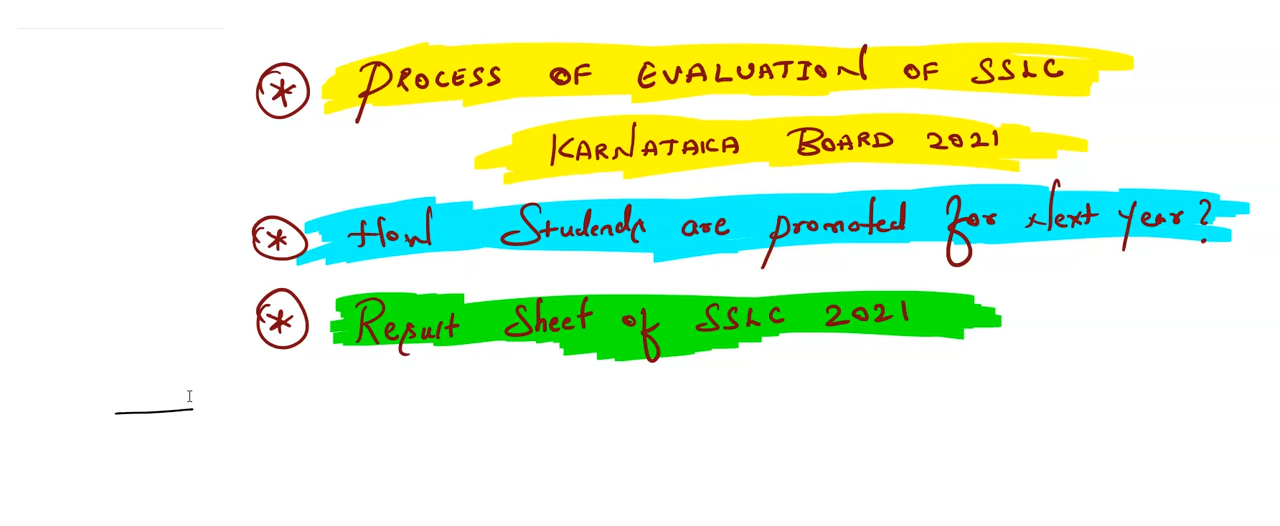 * PROCESS OF EVALUATION OF SSLC
KARNATAKA BOARD 2021
* How Students are promoted for Next Year?
* Result Sheet of SSLC 2021